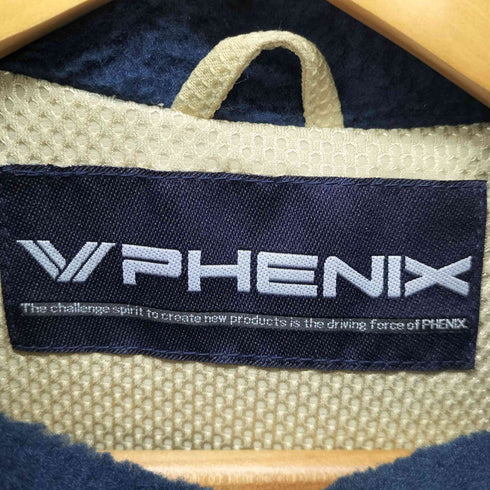 PHENIX
The challenge spirit to create new products is the driving force of PHENIX.